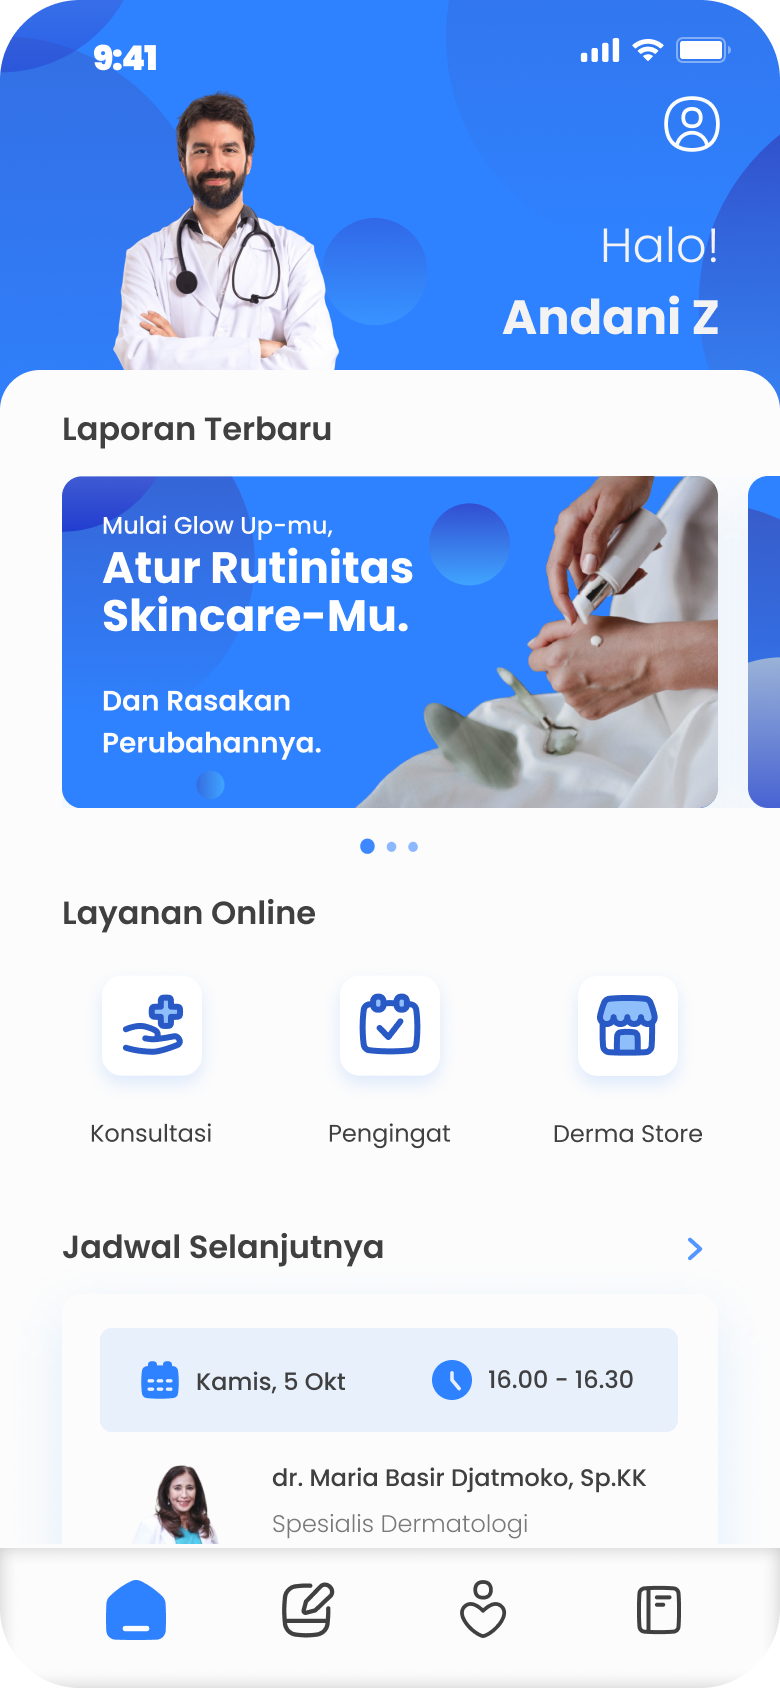 9:41
Halo!
Andani Z
Laporan Terbaru
Mulai Glow Up-mu,
Atur Rutinitas
Skincare-Mu.
Dan Rasakan
Perubahannya.
Layanan Online
Konsultasi
Pengingat
Derma Store
Jadwal Selanjutnya
Kamis, 5 Okt
16.00 - 16.30
dr. Maria Basir Djatmoko, Sp.KK
Spesialis Dermatologi